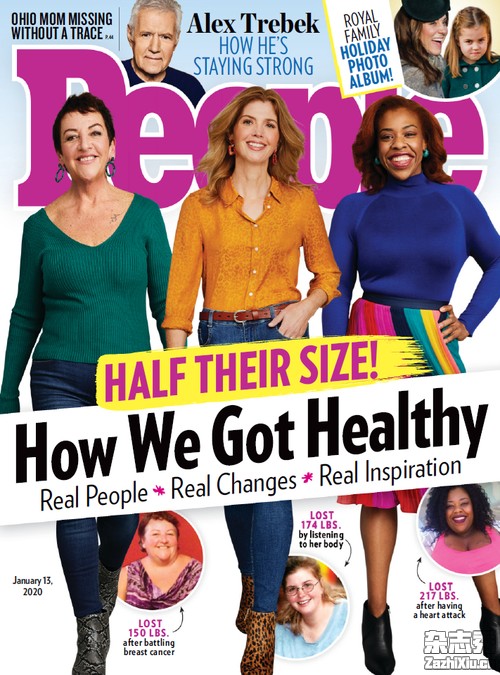 OHIO MOM MISSING
WITHOUT A TRACE P.44
Alex Trebek
HOW HE'S
STAYING STRONG
ROYAL
FAMILY
HOLIDAY
PHOTO
ALBUM!
People
HALF THEIR SIZE!
How We Got Healthy
Real People * Real Changes * Real Inspiration
January 13,
2020
LOST
150 LBS.
after battling
breast cancer
LOST
174 LBS.
by listening
to her body
LOST
217 LBS.
after having
a heart attack
ZazhiXiu.c